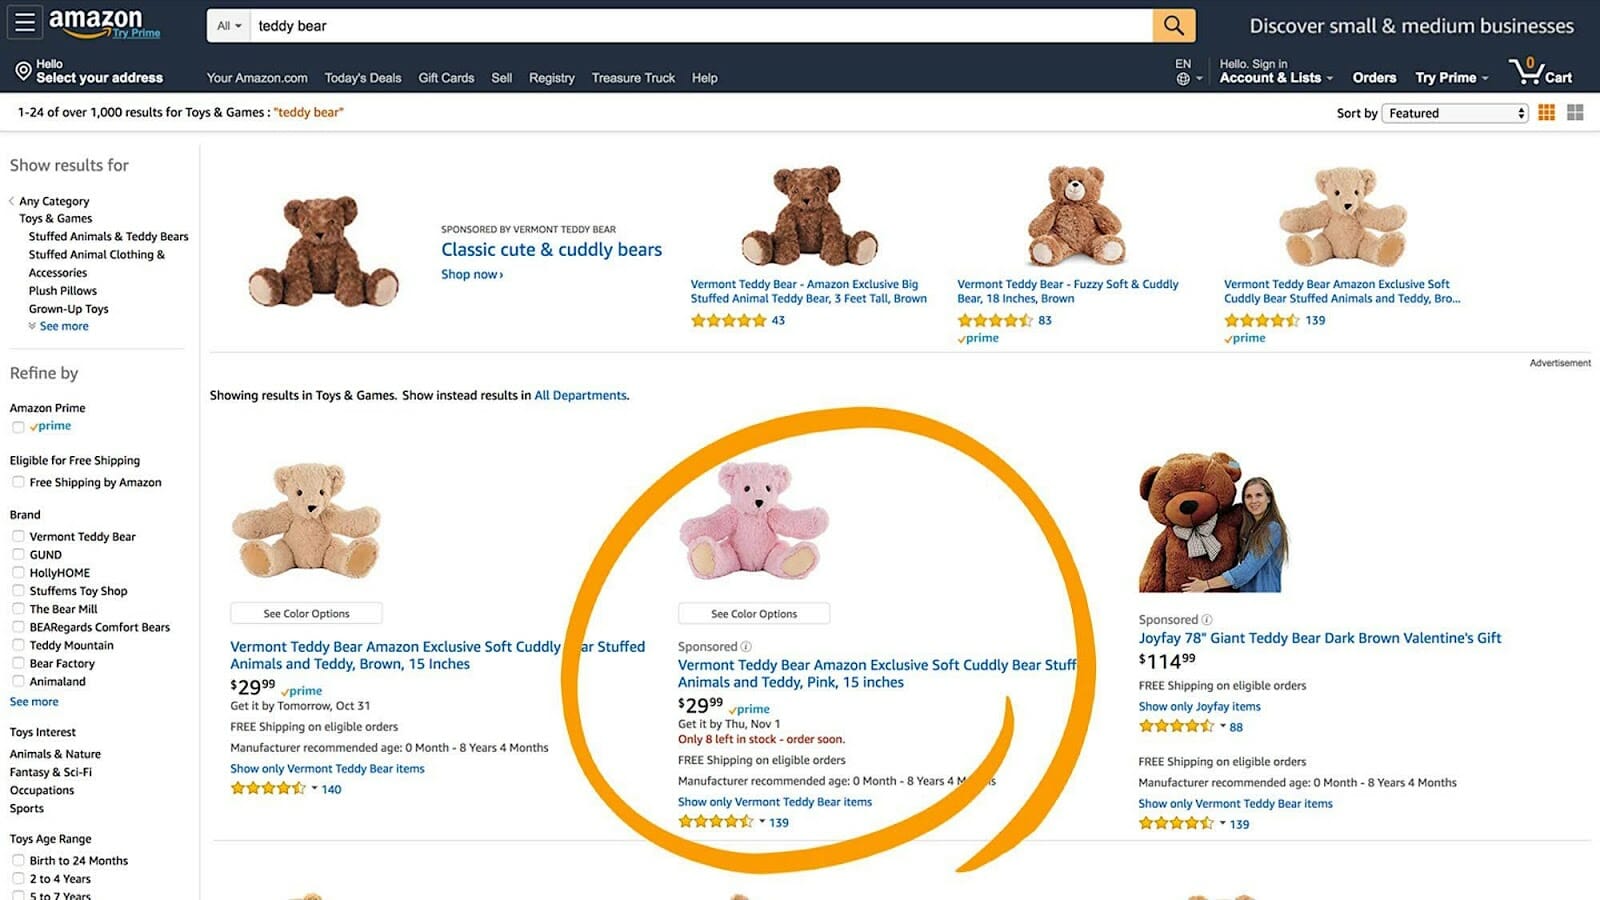 amazon
Try Prime
All
teddy bear
Discover small & medium businesses
Hello
Select your address
Your Amazon.com
Today's Deals
Gift Cards
Sell
Registry
Treasure Truck
Help
EN
Hello. Sign in
Account & Lists
Orders
Try Prime
0
Cart
1-24 of over 1,000 results for Toys & Games : "teddy bear"
Sort by
Featured
Show results for
Any Category
Toys & Games
Stuffed Animals & Teddy Bears
Stuffed Animal Clothing &
Accessories
Plush Pillows
Grown-Up Toys
See more
Refine by
Amazon Prime
prime
Eligible for Free Shipping
Free Shipping by Amazon
Brand
Vermont Teddy Bear
GUND
HollyHOME
Stuffems Toy Shop
The Bear Mill
BEARegards Comfort Bears
Teddy Mountain
Bear Factory
Animaland
See more
Toys Interest
Animals & Nature
Fantasy & Sci-Fi
Occupations
Sports
Toys Age Range
Birth to 24 Months
2 to 4 Years
5 to 7 Years
SPONSORED BY VERMONT TEDDY BEAR
Classic cute & cuddly bears
Shop now ›
Vermont Teddy Bear - Amazon Exclusive Big
Stuffed Animal Teddy Bear, 3 Feet Tall, Brown
43
Vermont Teddy Bear - Fuzzy Soft & Cuddly
Bear, 18 Inches, Brown
83
prime
Vermont Teddy Bear Amazon Exclusive Soft
Cuddly Bear Stuffed Animals and Teddy, Bro...
139
prime
Advertisement
Showing results in Toys & Games. Show instead results in All Departments.
See Color Options
Vermont Teddy Bear Amazon Exclusive Soft Cuddly ar Stuffed
Animals and Teddy, Brown, 15 Inches
$29 99 prime
Get it by Tomorrow, Oct 31
FREE Shipping on eligible orders
Manufacturer recommended age: 0 Month - 8 Years 4 Months
Show only Vermont Teddy Bear items
140
See Color Options
Sponsored
Vermont Teddy Bear Amazon Exclusive Soft Cuddly Bear Stuff
Animals and Teddy, Pink, 15 inches
$29 99 prime
Get it by Thu, Nov 1
Only 8 left in stock - order soon.
FREE Shipping on eligible orders
Manufacturer recommended age: 0 Month - 8 Years 4 M s
Show only Vermont Teddy Bear items
139
Sponsored
Joyfay 78" Giant Teddy Bear Dark Brown Valentine's Gift
$114 99
FREE Shipping on eligible orders
Show only Joyfay items
88
FREE Shipping on eligible orders
Manufacturer recommended age: 0 Month - 8 Years 4 Months
Show only Vermont Teddy Bear items
139